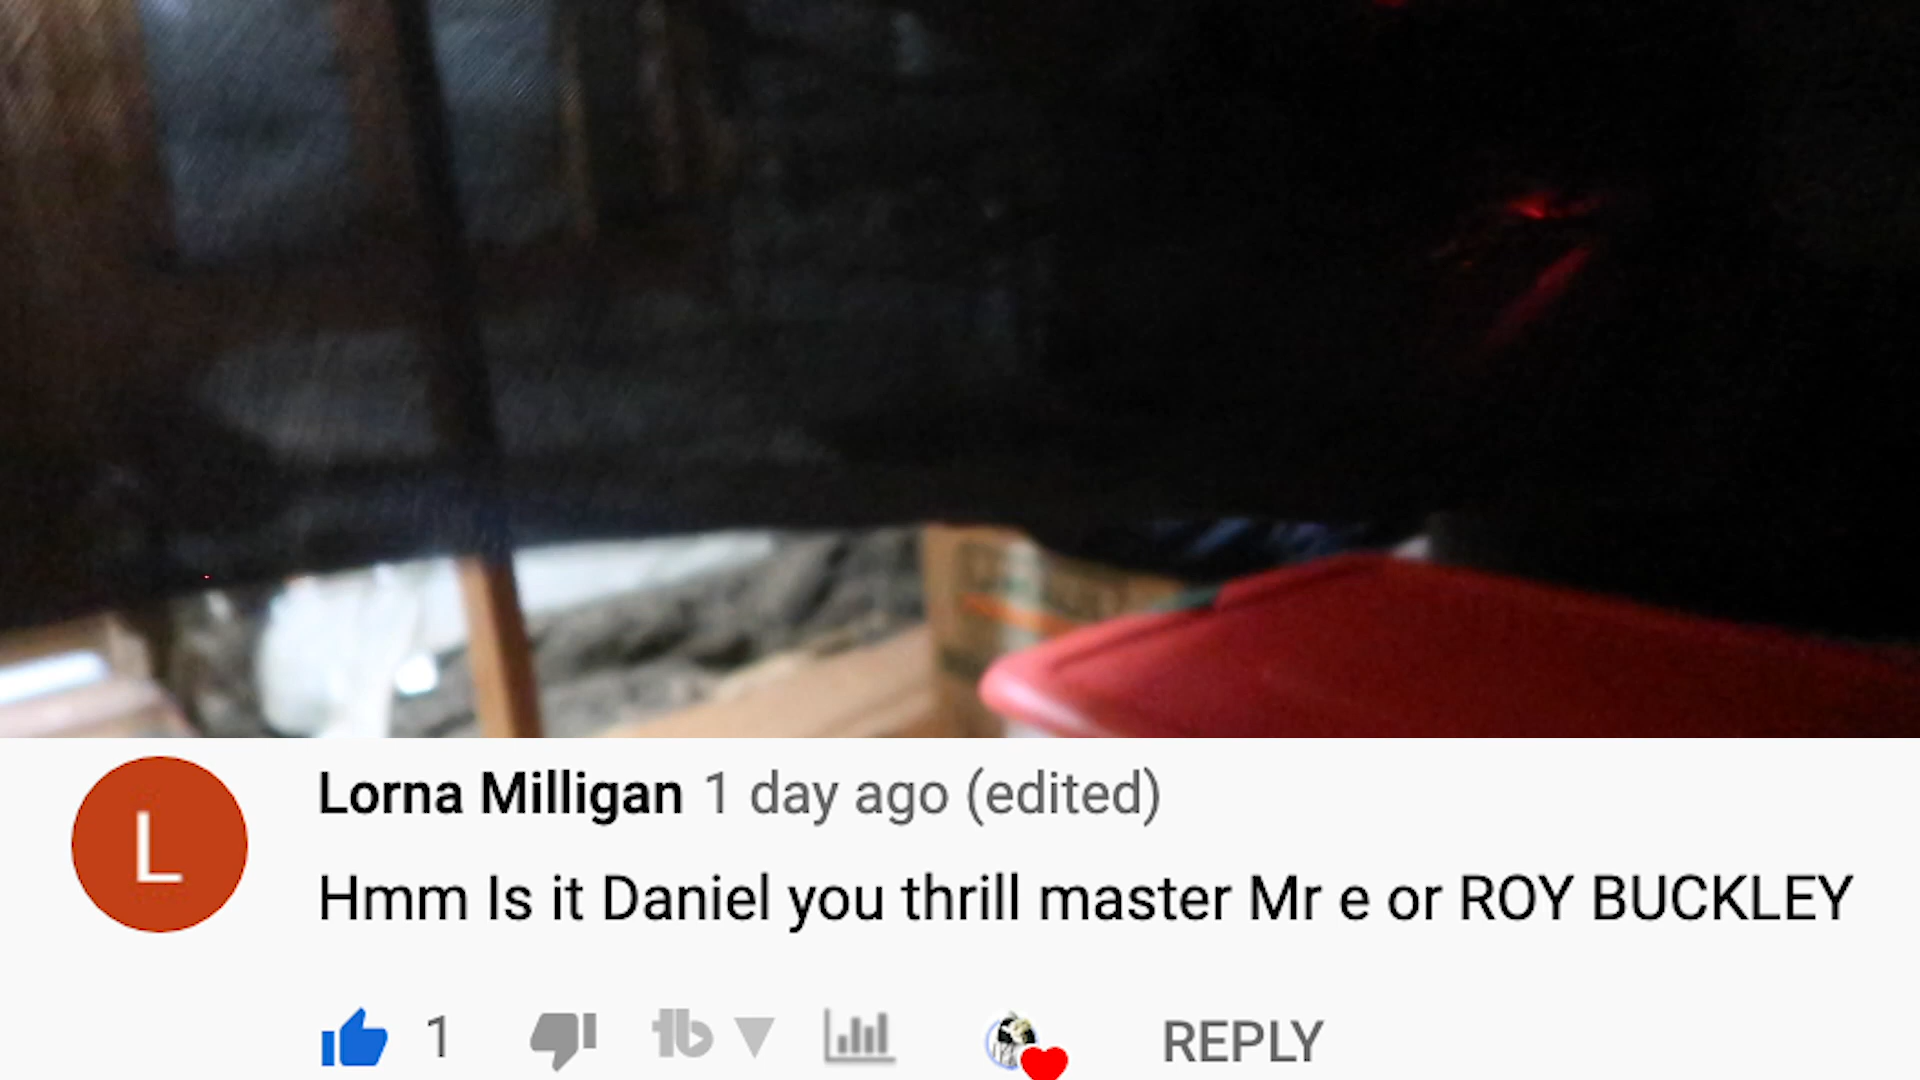 Lorna Milligan 1 day ago (edited)
L
Hmm Is it Daniel you thrill master Mr e or ROY BUCKLEY
1
tb
REPLY